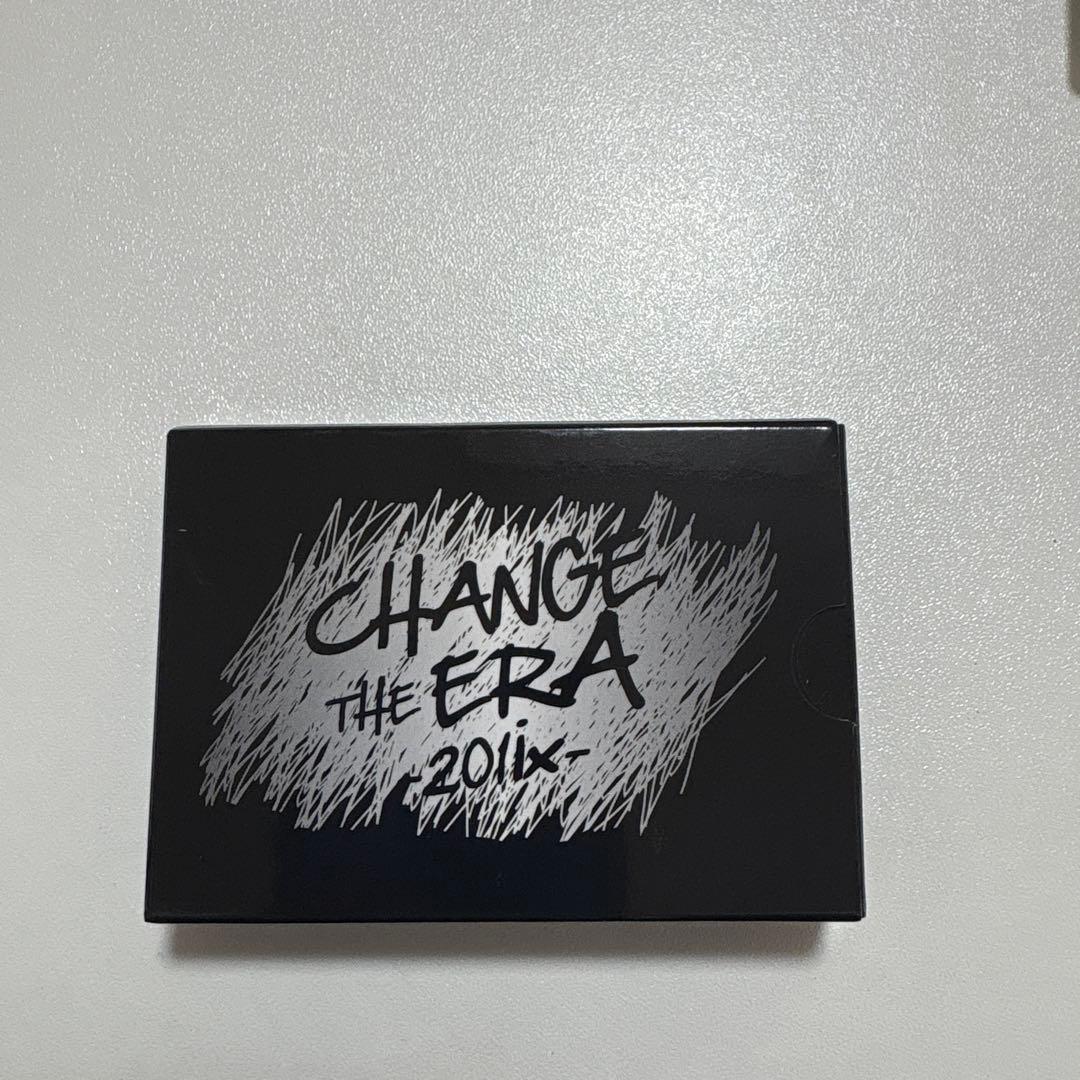 CHANGE
THE ERA
-201ix-